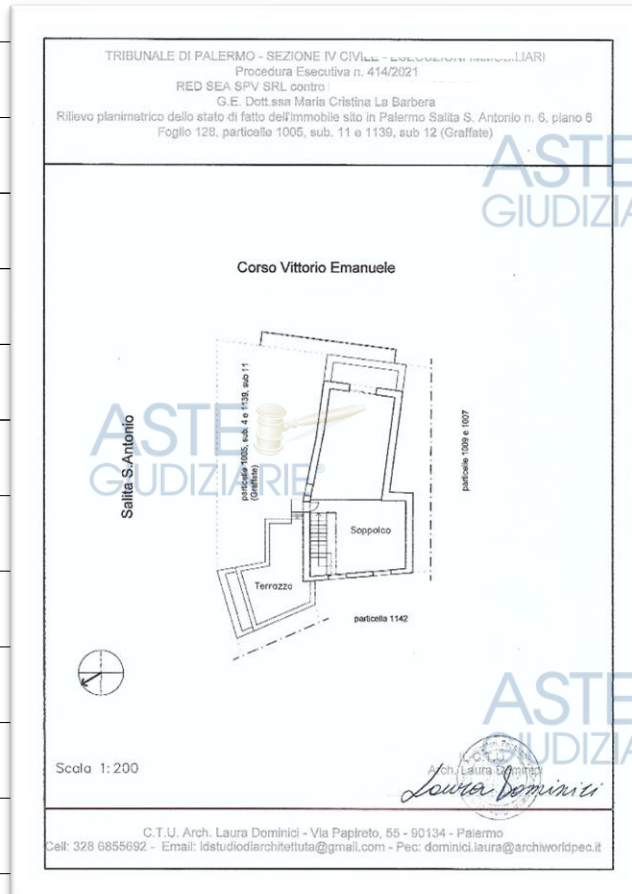 TRIBUNALE DI PALERMO - SEZIONE IV CIVILE - ESECUZIONI IMMOBILIARI
Procedura Esecutiva n. 414/2021
RED SEA SPV SRL contro
G.E. Dott.ssa Maria Cristina La Barbera
Rilievo planimetrico dello stato di fatto dell'immobile sito in Palermo Salita S. Antonio n. 6, piano 6
Foglio 128, particelle 1005, sub. 11 e 1139, sub 12 (Graffate)
ASTE
GIUDIZIA
Corso Vittorio Emanuele
Salita S.Antonio
particelle 1005, sub. 4 e 1139, sub 11
(Graffate)
particelle 1009 e 1007
ASTE
GIUDIZIARIE®
Soppalco
Terrazzo
particella 1142
ASTE
GIUDIZIA
Scala 1:200
Il C.T.U.
Arch. Laura Dominici
Laura Dominici
C.T.U. Arch. Laura Dominici - Via Papireto, 55 - 90134 - Palermo
Cell: 328 6855692 - Email: ldstudiodiarchitettuta@gmail.com - Pec: dominici.laura@archiworldpec.it